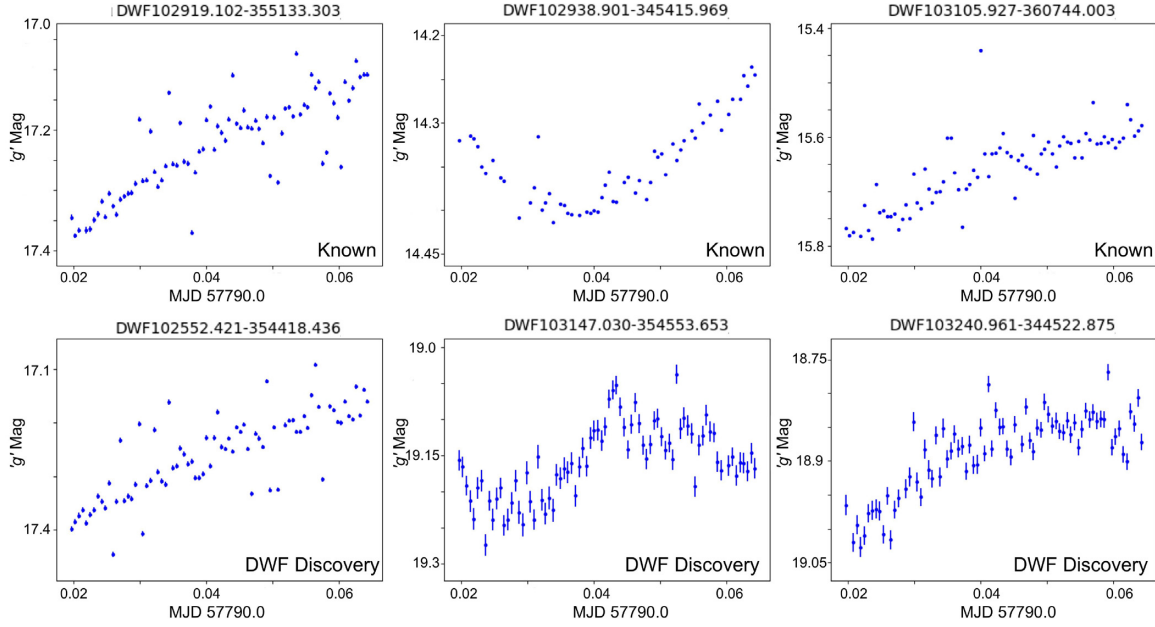 DWF102919.102-355133.303
17.0
17.2
17.4
'g' Mag
Known
0.02
0.04
0.06
MJD 57790.0
DWF102938.901-345415.969
14.2
14.3
14.45
'g' Mag
Known
0.02
0.04
0.06
MJD 57790.0
DWF103105.927-360744.003
15.4
15.6
15.8
'g' Mag
Known
0.02
0.04
0.06
MJD 57790.0
DWF102552.421-354418.436
17.1
17.4
'g' Mag
DWF Discovery
0.02
0.04
0.06
MJD 57790.0
DWF103147.030-354553.653
19.0
19.15
19.3
'g' Mag
DWF Discovery
0.02
0.04
0.06
MJD 57790.0
DWF103240.961-344522.875
18.75
18.9
19.05
'g' Mag
DWF Discovery
0.02
0.04
0.06
MJD 57790.0